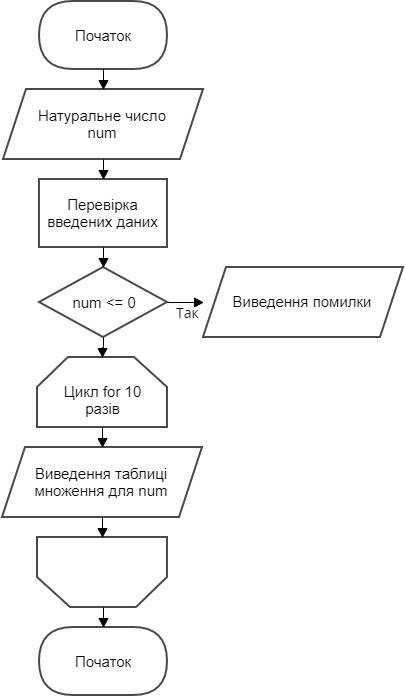 Початок
Натуральне число
num
Перевірка
введених даних
num <= 0
Так
Виведення помилки
Цикл for 10
разів
Виведення таблиці
множення для num
Початок